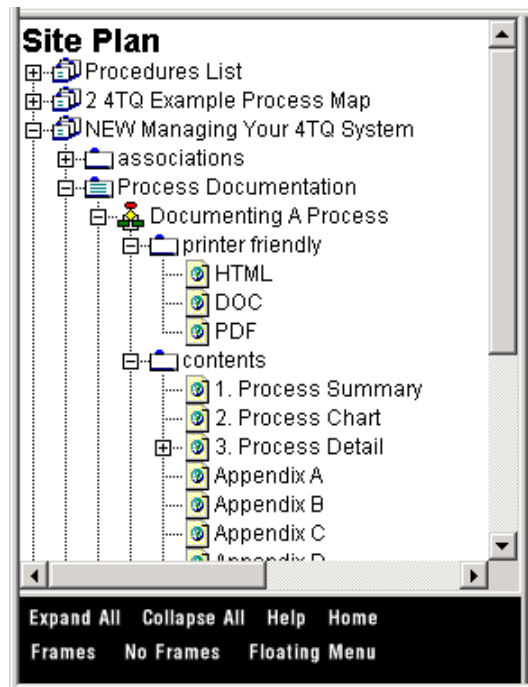 Site Plan
Procedures List
2 4TQ Example Process Map
NEW Managing Your 4TQ System
associations
Process Documentation
Documenting A Process
printer friendly
HTML
DOC
PDF
contents
1. Process Summary
2. Process Chart
3. Process Detail
Appendix A
Appendix B
Appendix C
Appendix D
Expand All Collapse All Help Home
Frames No Frames Floating Menu